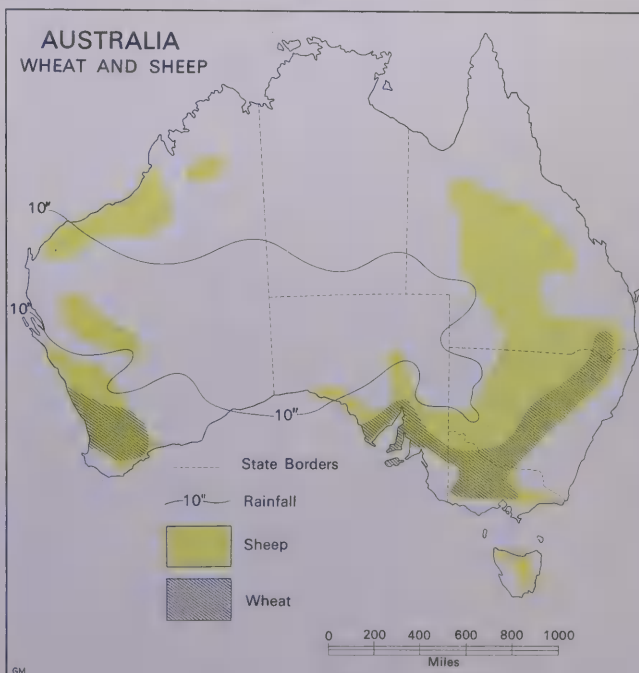 AUSTRALIA
WHEAT AND SHEEP
10"
10"
10"
State Borders
10" Rainfall
Sheep
Wheat
0 200 400 600 800 1000
Miles
GM